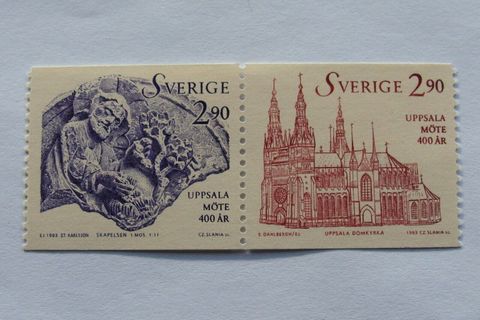 SVERIGE
2.90
UPPSALA
MÖTE
400 ÅR
SKAPELSEN 1 MOS. 1:11
CZ. SLANIA sc.
SVERIGE 2.90
UPPSALA
MÖTE
400 ÅR
UPPSALA DOMKYRKA
CZ. SLANIA sc.